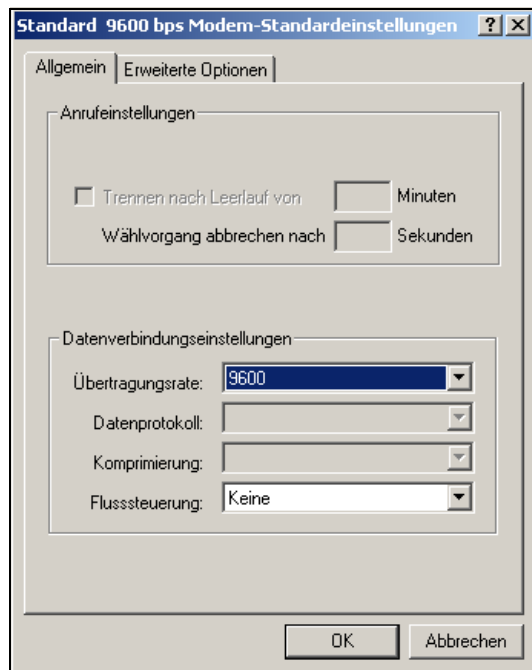 Standard 9600 bps Modem-Standardeinstellungen
Allgemein
Erweiterte Optionen
Anrufeinstellungen
Trennen nach Leerlauf von Minuten
Wählvorgang abbrechen nach Sekunden
Datenverbindungseinstellungen
Übertragungsrate: 9600
Datenprotokoll:
Komprimierung:
Flusssteuerung: Keine
OK
Abbrechen